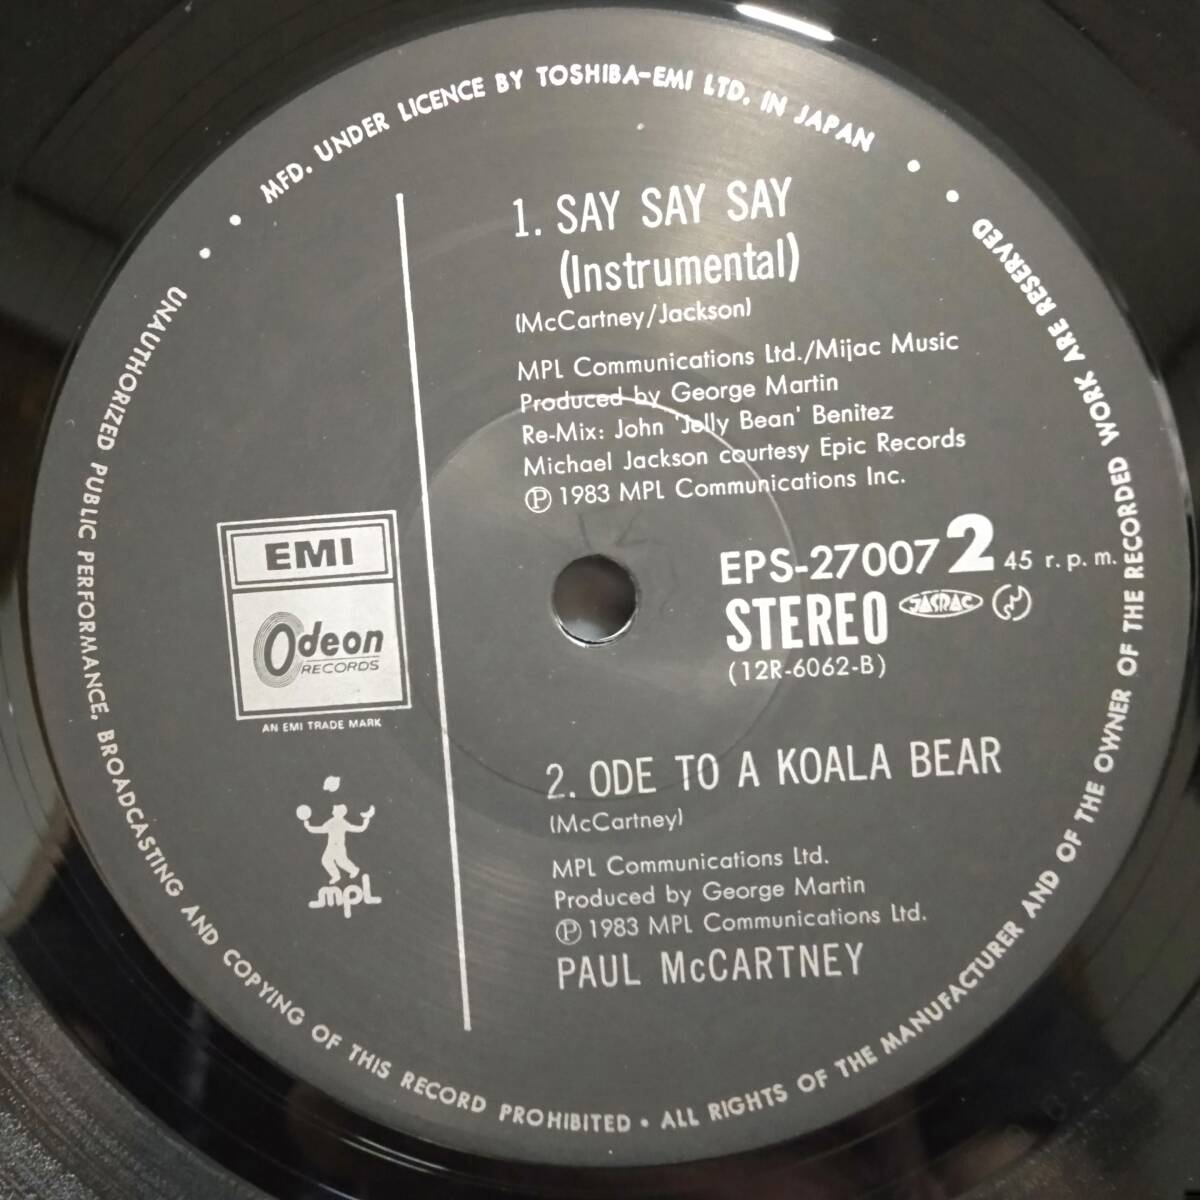 MFD. UNDER LICENCE BY TOSHIBA-EMI LTD. IN JAPAN
1. SAY SAY SAY
(Instrumental)
(McCartney/Jackson)
MPL Communications Ltd./Mijac Music
Produced by George Martin
Re-Mix: John 'Jelly Bean' Benitez
Michael Jackson courtesy Epic Records
Ⓟ 1983 MPL Communications Inc.
EMI
Odeon
RECORDS
AN EMI TRADE MARK
mpL
EPS-27007 2 45 r.p.m.
STEREO JASRAC
(12R-6062-B)
2. ODE TO A KOALA BEAR
(McCartney)
MPL Communications Ltd.
Produced by George Martin
Ⓟ 1983 MPL Communications Ltd.
PAUL McCARTNEY
UNAUTHORIZED PUBLIC PERFORMANCE, BROADCASTING AND COPYING OF THIS RECORD PROHIBITED • ALL RIGHTS OF THE MANUFACTURER AND OF THE OWNER OF THE RECORDED WORK ARE RESERVED